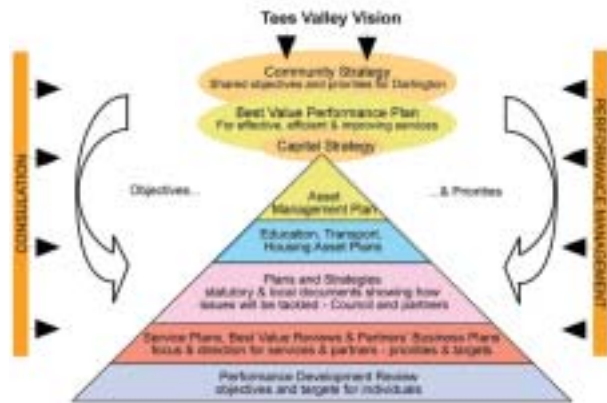 Tees Valley Vision
Community Strategy
Shared objectives and priorities for Darlington
Best Value Performance Plan
For effective, efficient & improving services
Capital Strategy
CONSULTATION
Objectives...
...& Priorities
PERFORMANCE MANAGEMENT
Asset
Management Plan
Education, Transport,
Housing Asset Plans
Plans and Strategies
statutory & local documents showing how
issues will be tackled - Council and partners
Service Plans, Best Value Reviews & Partners' Business Plans
focus & direction for services & partners - priorities & targets
Performance Development Review
objectives and targets for individuals